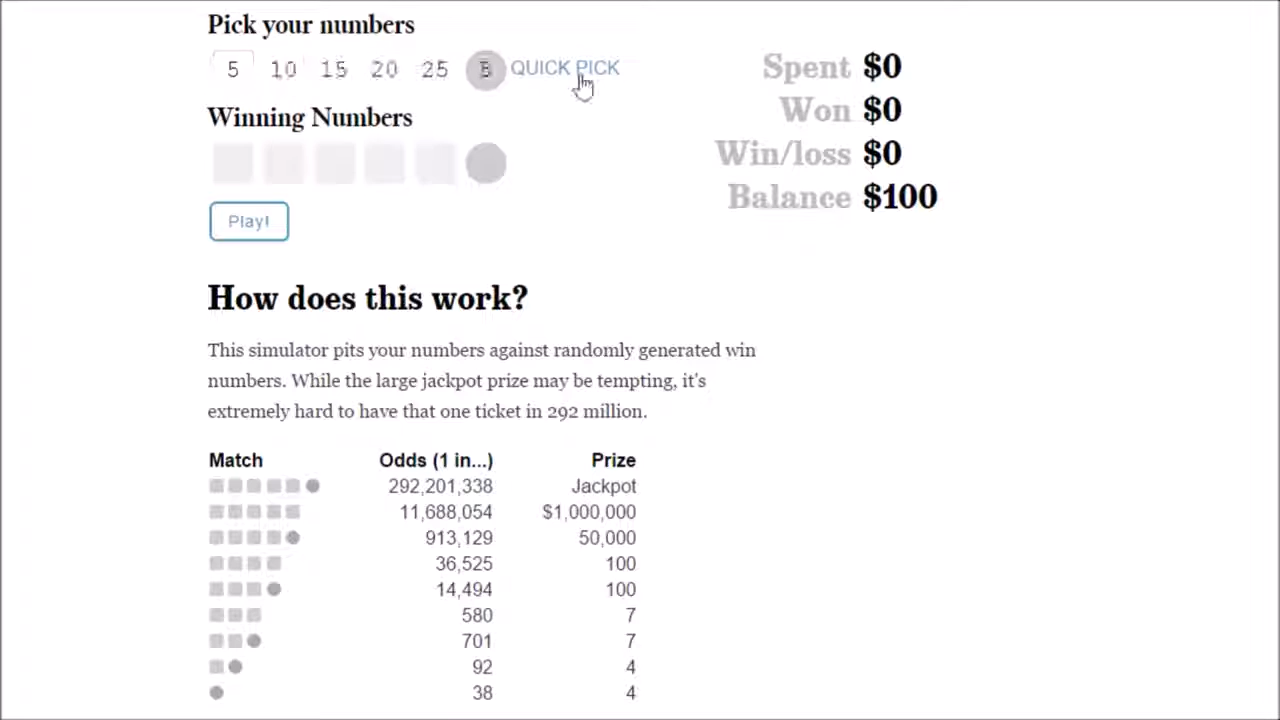 Pick your numbers
5 10 15 20 25 QUICK PICK
Winning Numbers
Play!
Spent $0
Won $0
Win/loss $0
Balance $100
How does this work?
This simulator pits your numbers against randomly generated win
numbers. While the large jackpot prize may be tempting, it's
extremely hard to have that one ticket in 292 million.
Match Odds (1 in...) Prize
292,201,338 Jackpot
11,688,054 $1,000,000
913,129 50,000
36,525 100
14,494 100
580 7
701 7
92 4
38 4